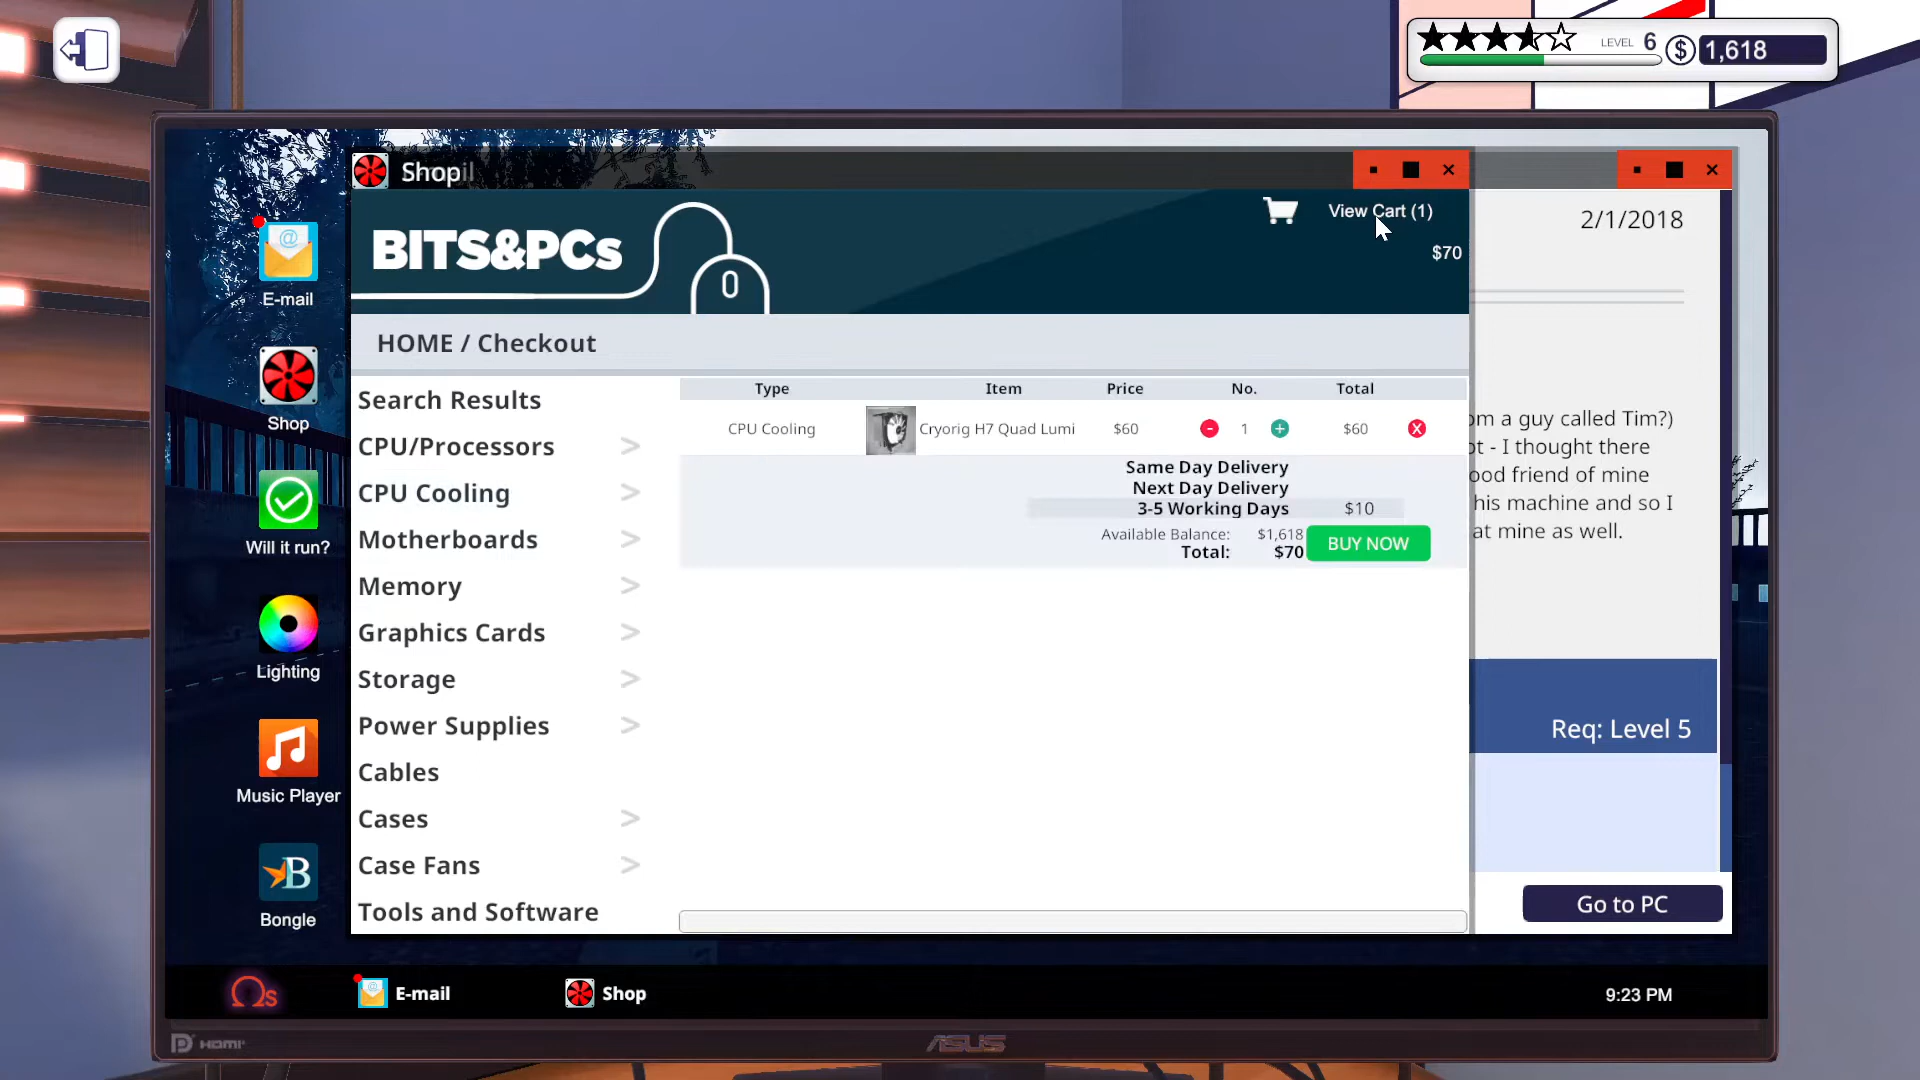 LEVEL 6
$ 1,618
Shop
View Cart (1)
$70
BITS&PCs
HOME / Checkout
2/1/2018
E-mail
Shop
Will it run?
Lighting
Music Player
Bongle
Search Results
CPU/Processors >
CPU Cooling >
Motherboards >
Memory >
Graphics Cards >
Storage >
Power Supplies >
Cables
Cases >
Case Fans >
Tools and Software
Type Item Price No. Total
CPU Cooling Cryorig H7 Quad Lumi $60 - 1 + $60 X
Same Day Delivery
Next Day Delivery
3-5 Working Days $10
Available Balance: $1,618
Total: $70
BUY NOW
om a guy called Tim?)
ot - I thought there
ood friend of mine
his machine and so I
at mine as well.
Req: Level 5
Go to PC
Ωs
E-mail
Shop
9:23 PM
HDMI
ASUS